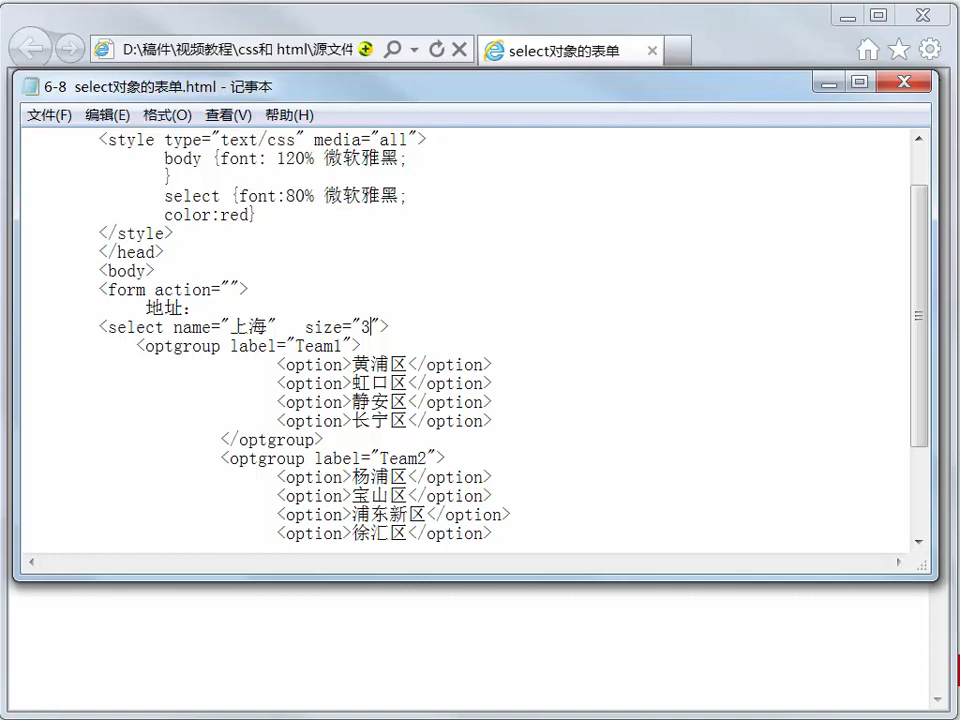 D:\稿件\视频教程\css和 html\源文件
select对象的表单
6-8 select对象的表单.html - 记事本
文件(F) 编辑(E) 格式(O) 查看(V) 帮助(H)
<style type="text/css" media="all">
body {font: 120% 微软雅黑;
}
select {font:80% 微软雅黑;
color:red}
</style>
</head>
<body>
<form action="">
地址:
<select name="上海" size="3">
<optgroup label="Team1">
<option>黄浦区</option>
<option>虹口区</option>
<option>静安区</option>
<option>长宁区</option>
</optgroup>
<optgroup label="Team2">
<option>杨浦区</option>
<option>宝山区</option>
<option>浦东新区</option>
<option>徐汇区</option>